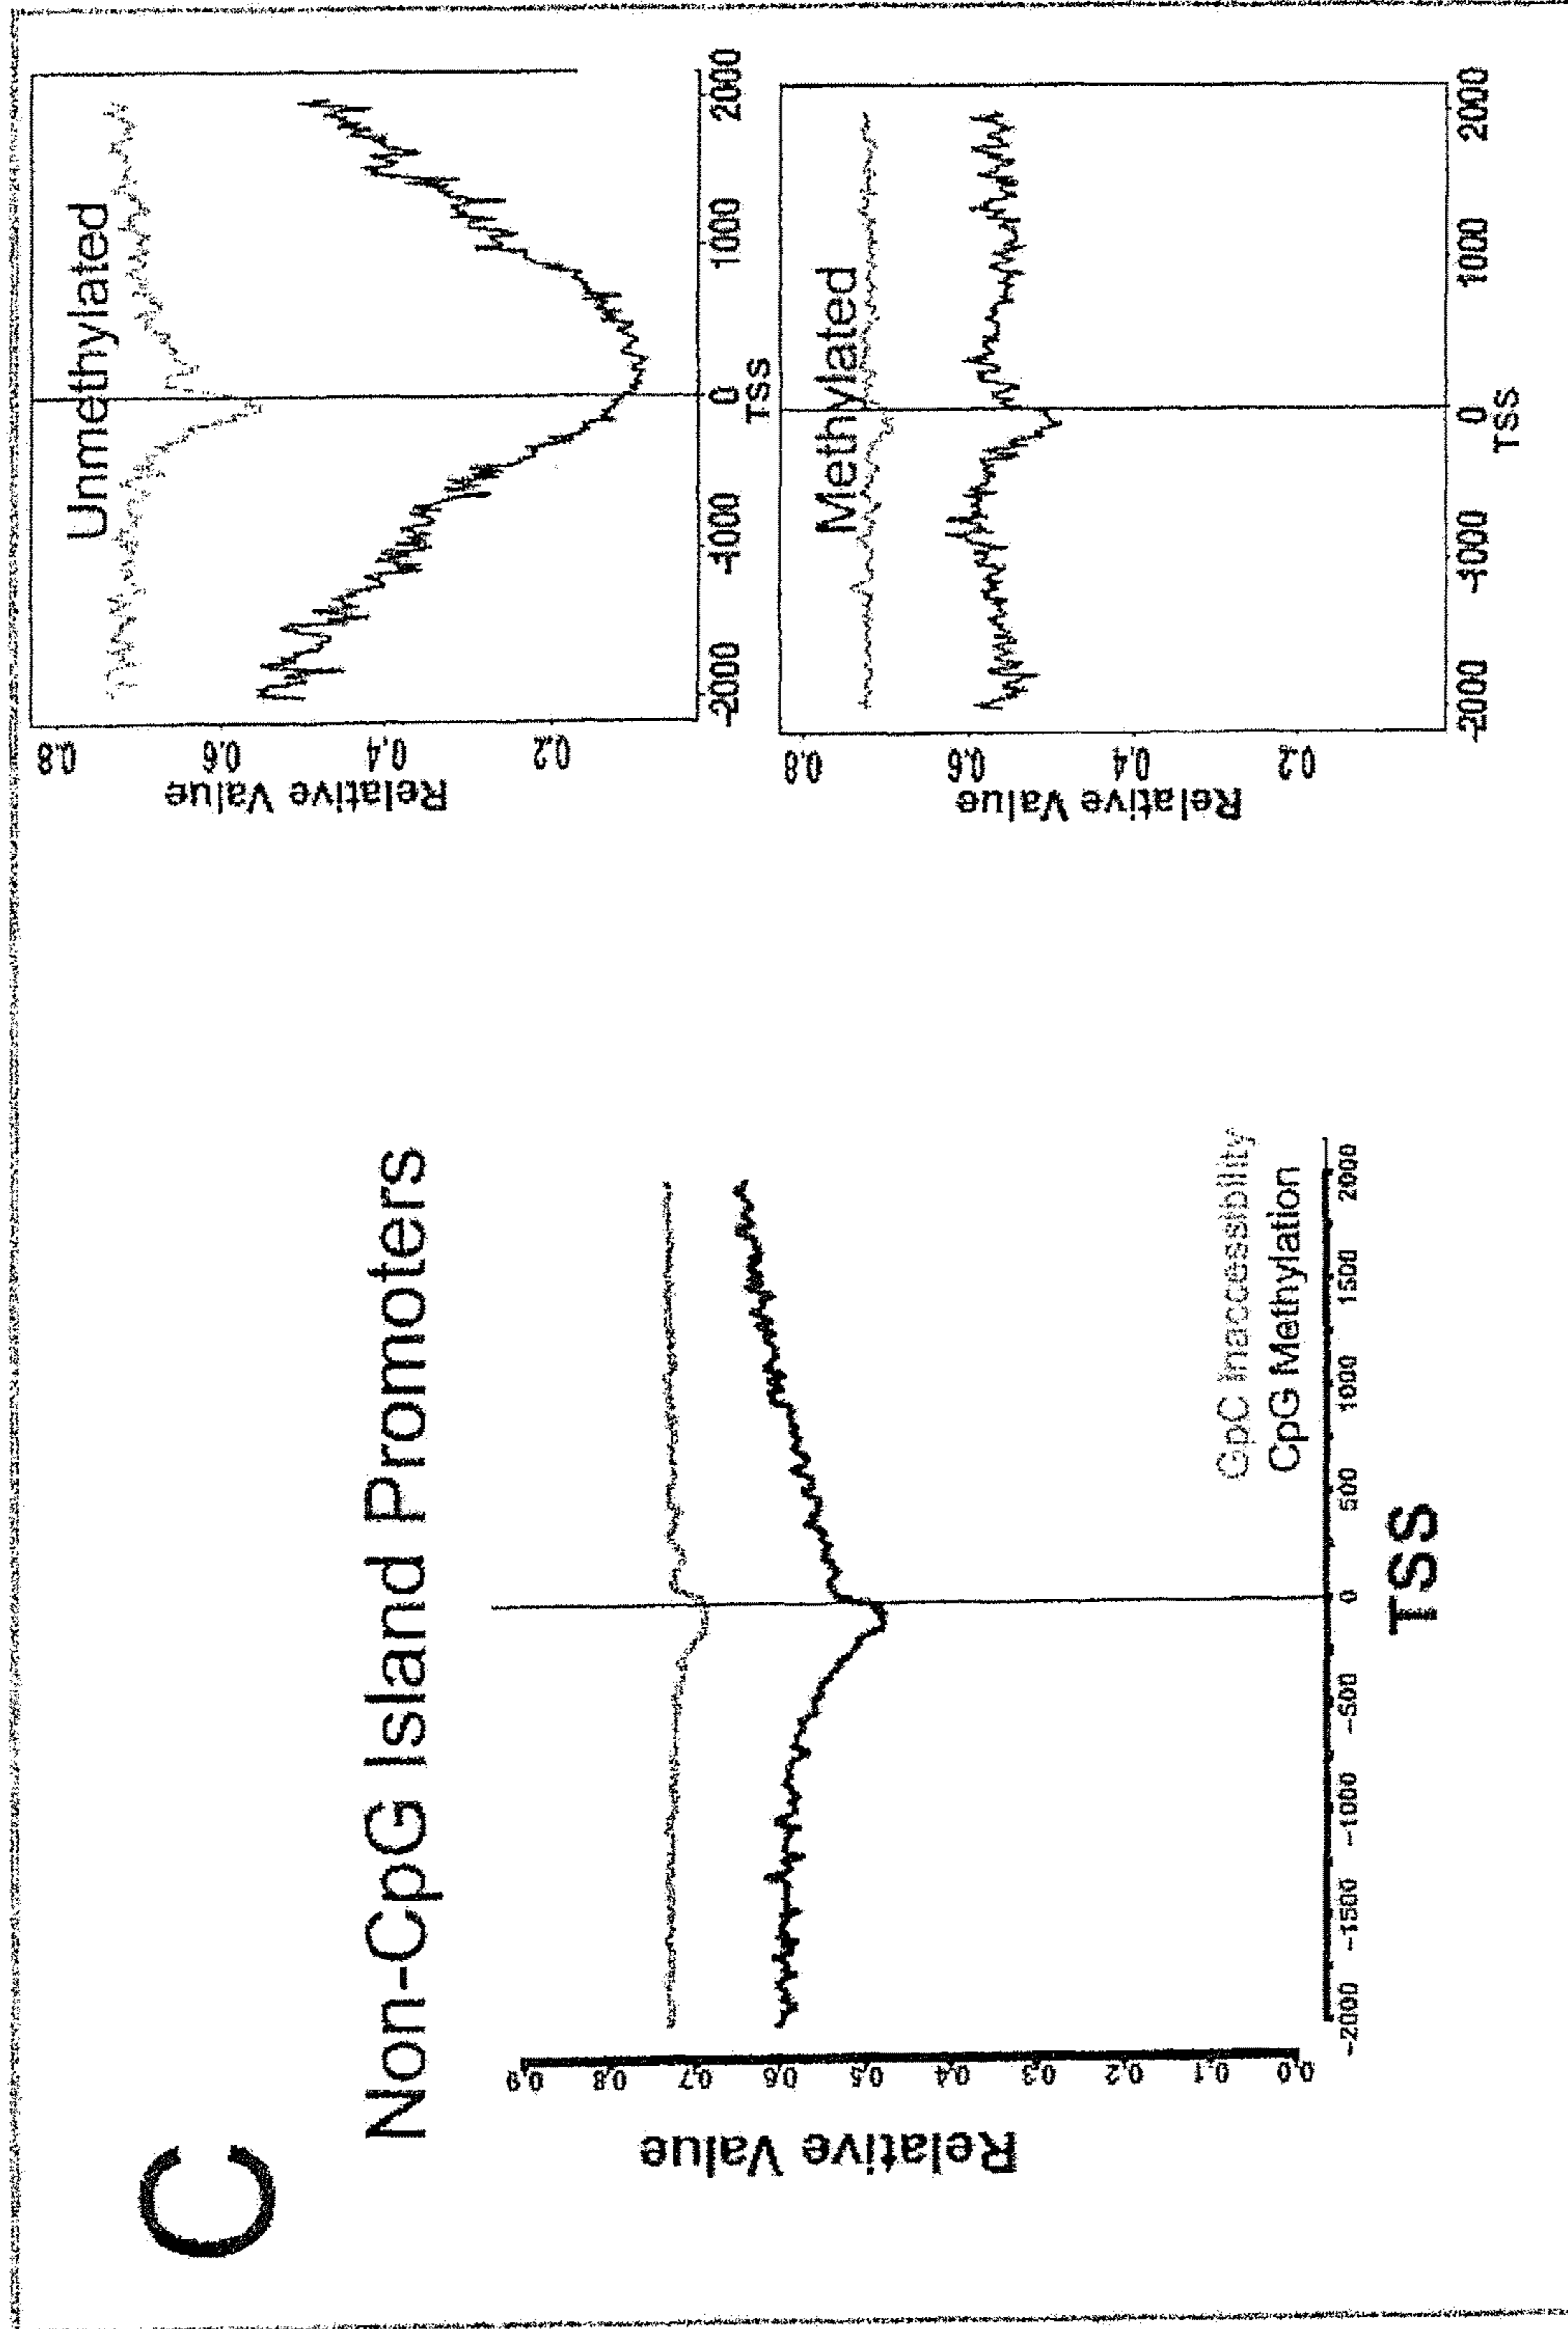 C
Non-CpG Island Promoters
Relative Value
0.9
0.8
0.7
0.6
0.5
0.4
0.3
0.2
0.1
0.0
GpC Inaccessibility
CpG Methylation
-2000 -1500 -1000 -500 0 500 1000 1500 2000
TSS
Unmethylated
Relative Value
0.8
0.6
0.4
0.2
-2000 -1000 0 1000 2000
TSS
Methylated
Relative Value
0.8
0.6
0.4
0.2
-2000 -1000 0 1000 2000
TSS